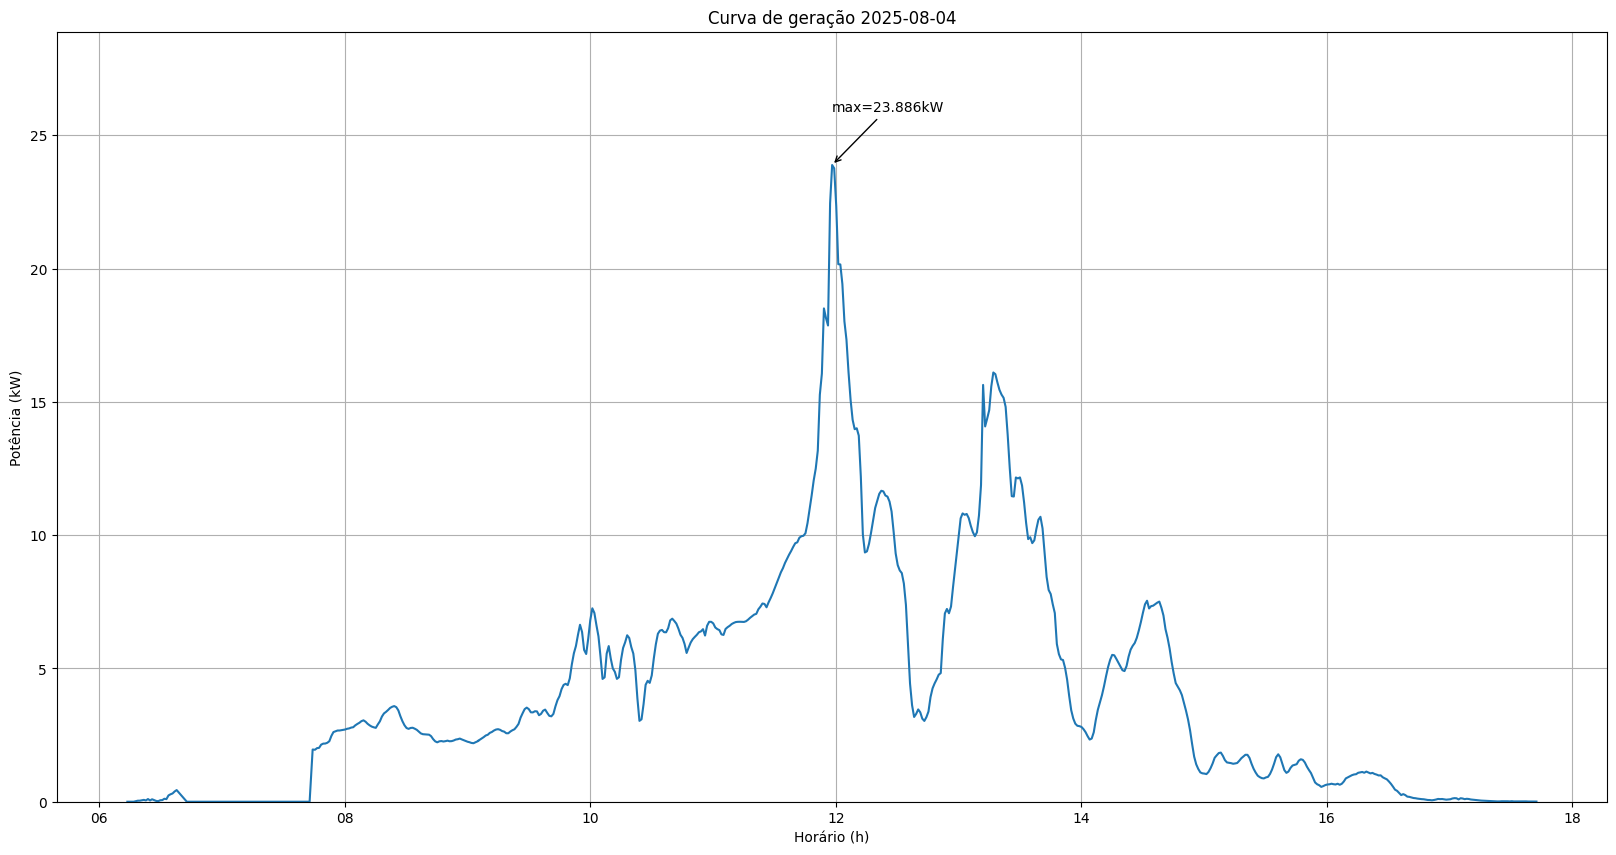 Curva de geração 2025-08-04
max=23.886kW
25
20
15
10
5
0
Potência (kW)
06 08 10 12 14 16 18
Horário (h)